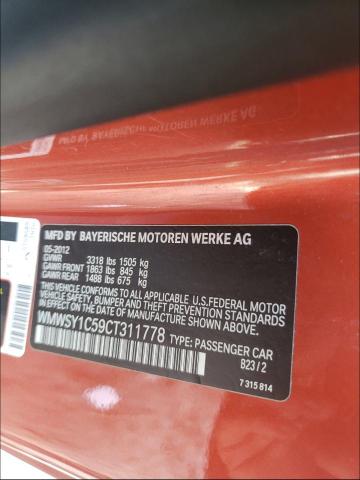 MFD BY BAYERISCHE MOTOREN WERKE AG
05-2012
GVWR 3318 lbs 1505 kg
GAWR FRONT 1863 lbs 845 kg
GAWR REAR 1488 lbs 675 kg
THIS VEHICLE CONFORMS TO ALL APPLICABLE U.S.FEDERAL MOTOR
VEHICLE SAFETY, BUMPER AND THEFT PREVENTION STANDARDS
IN EFFECT ON THE DATE OF MANUFACTURE SHOWN ABOVE.
WMWSY1C59CT311778 TYPE: PASSENGER CAR
B23 / 2
7 315 814